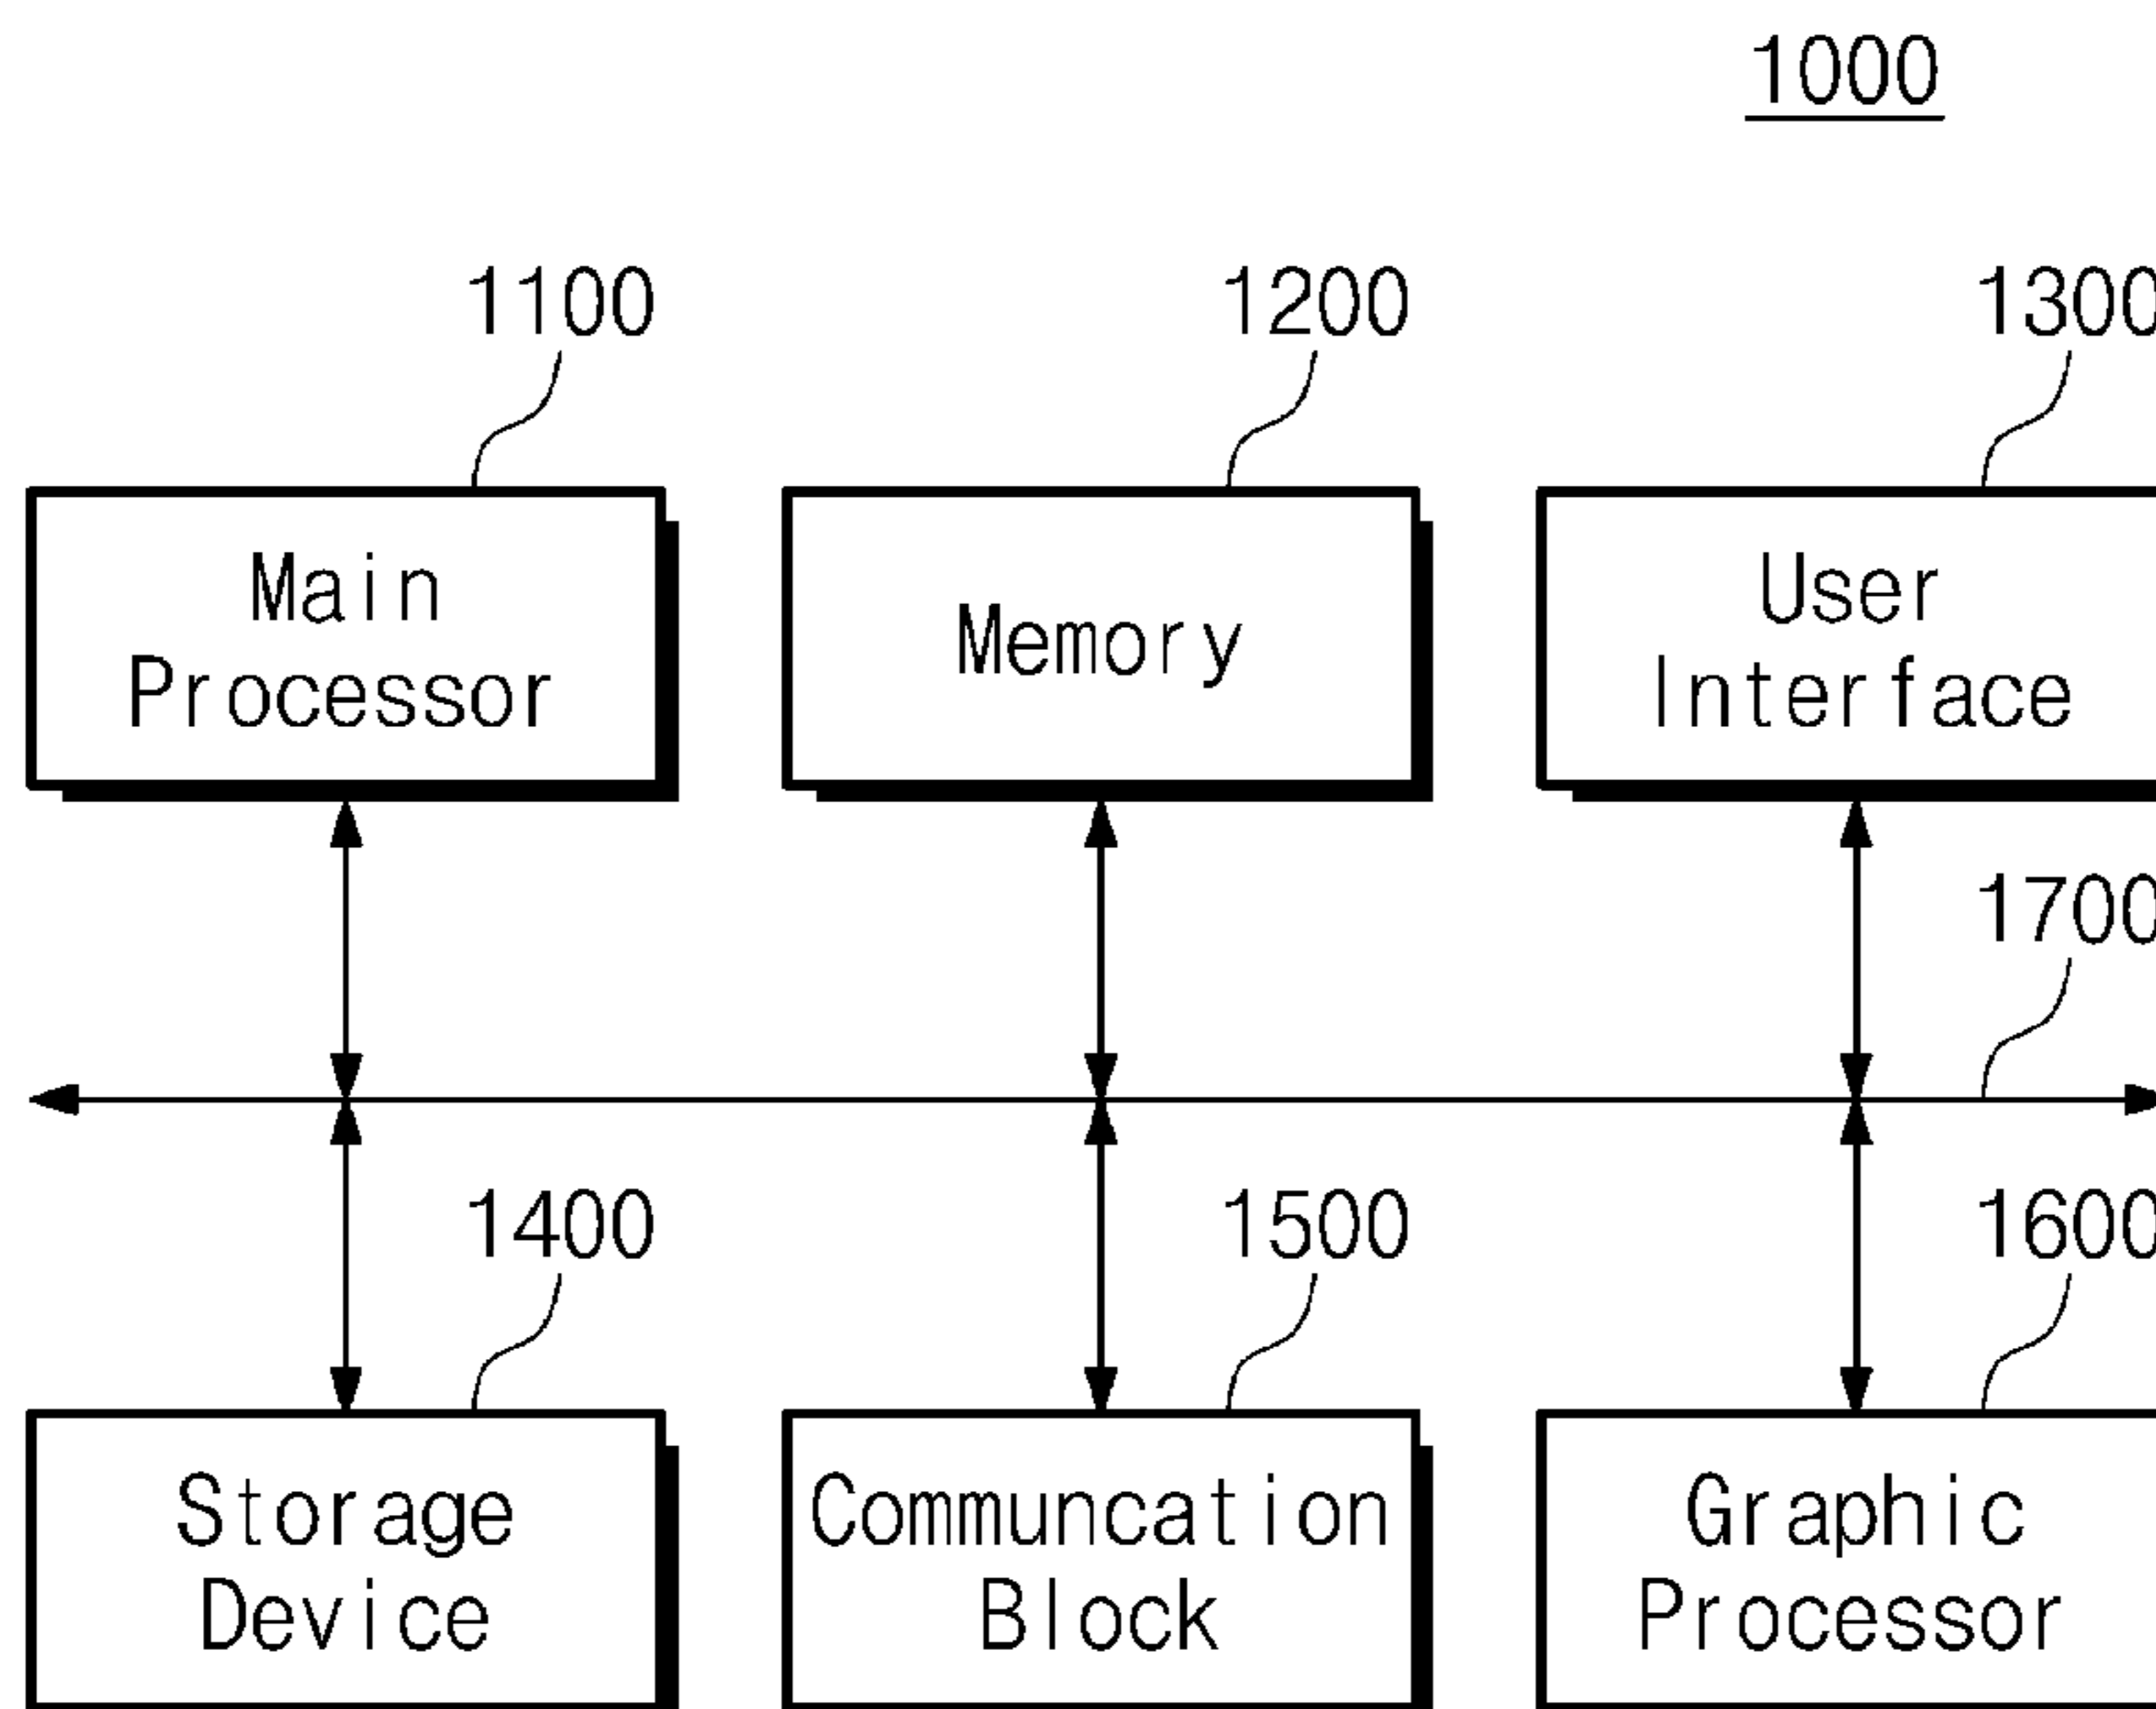 1000
1100
1200
1300
Main
Processor
Memory
User
Interface
1700
1400
1500
1600
Storage
Device
Communcation
Block
Graphic
Processor